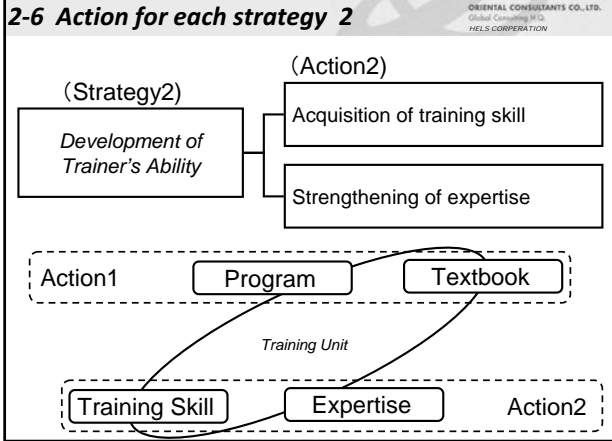 2-6 Action for each strategy 2
ORIENTAL CONSULTANTS CO., LTD.
Global Consulting H.Q.
HELS CORPERATION
（Action2)
（Strategy2)
Development of
Trainer's Ability
Acquisition of training skill
Strengthening of expertise
Action1
Program
Textbook
Training Unit
Training Skill
Expertise
Action2